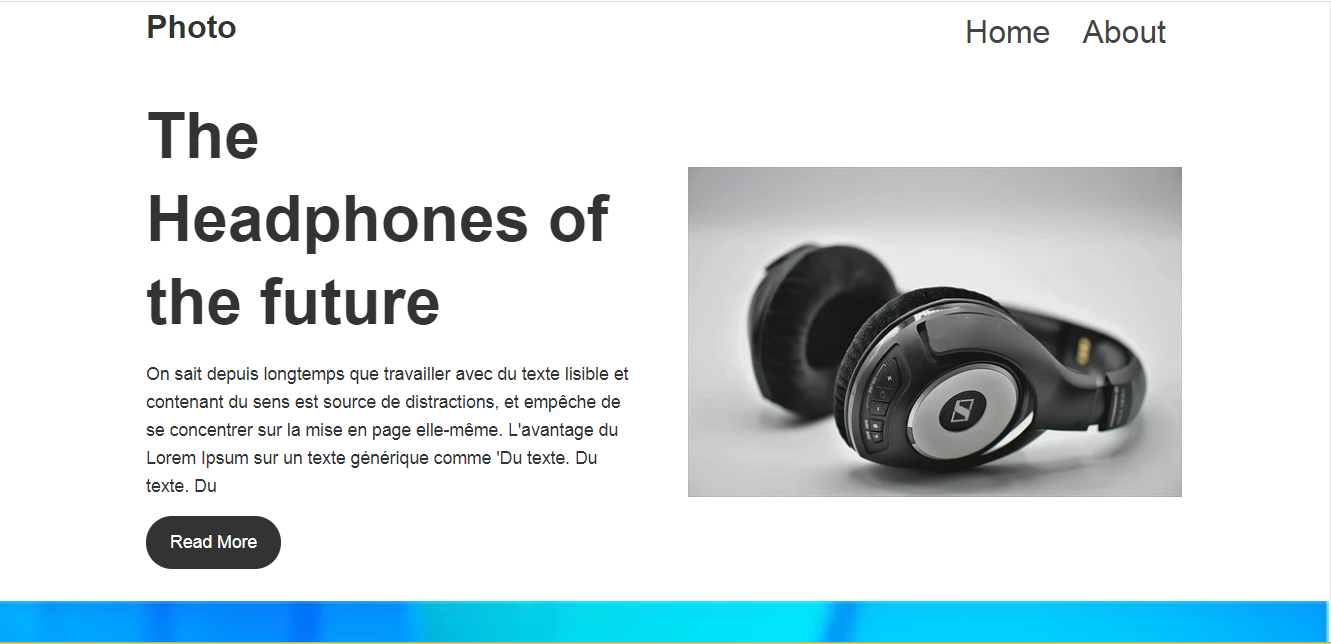 Photo
Home About
The
Headphones of
the future
On sait depuis longtemps que travailler avec du texte lisible et
contenant du sens est source de distractions, et empêche de
se concentrer sur la mise en page elle-même. L'avantage du
Lorem Ipsum sur un texte générique comme 'Du texte. Du
texte. Du
Read More